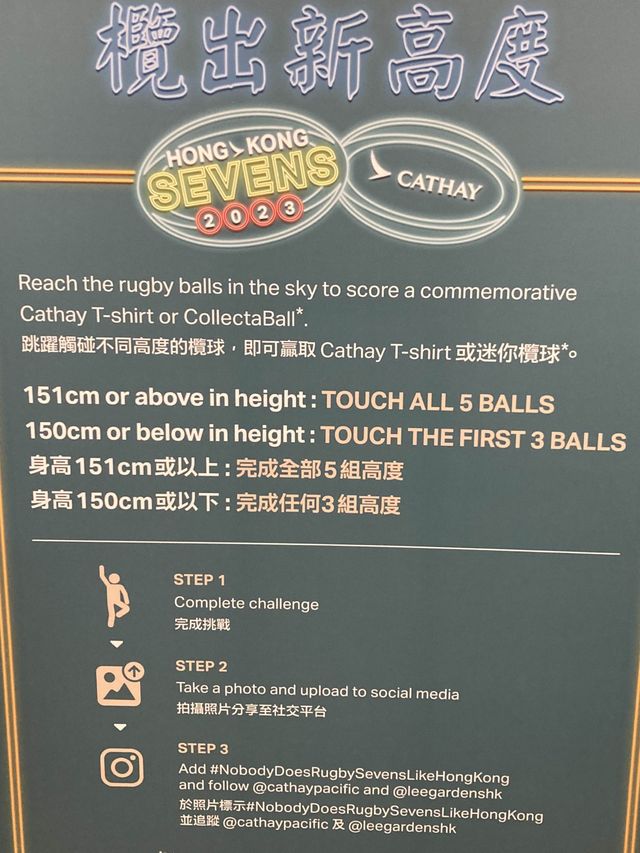 欖出新高度
HONG KONG
SEVENS
2023
CATHAY
Reach the rugby balls in the sky to score a commemorative
Cathay T-shirt or CollectaBall*.
跳躍觸碰不同高度的欖球，即可贏取 Cathay T-shirt 或迷你欖球*。
151cm or above in height : TOUCH ALL 5 BALLS
150cm or below in height : TOUCH THE FIRST 3 BALLS
身高151cm或以上 : 完成全部5組高度
身高150cm或以下 : 完成任何3組高度
STEP 1
Complete challenge
完成挑戰
STEP 2
Take a photo and upload to social media
拍攝照片分享至社交平台
STEP 3
Add #NobodyDoesRugbySevensLikeHongKong
and follow @cathaypacific and @leegardenshk
於照片標示#NobodyDoesRugbySevensLikeHongKong
並追蹤 @cathaypacific 及 @leegardenshk